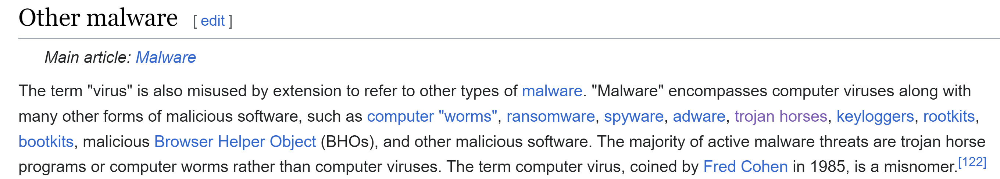 Other malware [ edit ]
Main article: Malware
The term "virus" is also misused by extension to refer to other types of malware. "Malware" encompasses computer viruses along with
many other forms of malicious software, such as computer "worms", ransomware, spyware, adware, trojan horses, keyloggers, rootkits,
bootkits, malicious Browser Helper Object (BHOs), and other malicious software. The majority of active malware threats are trojan horse
programs or computer worms rather than computer viruses. The term computer virus, coined by Fred Cohen in 1985, is a misnomer.[122]